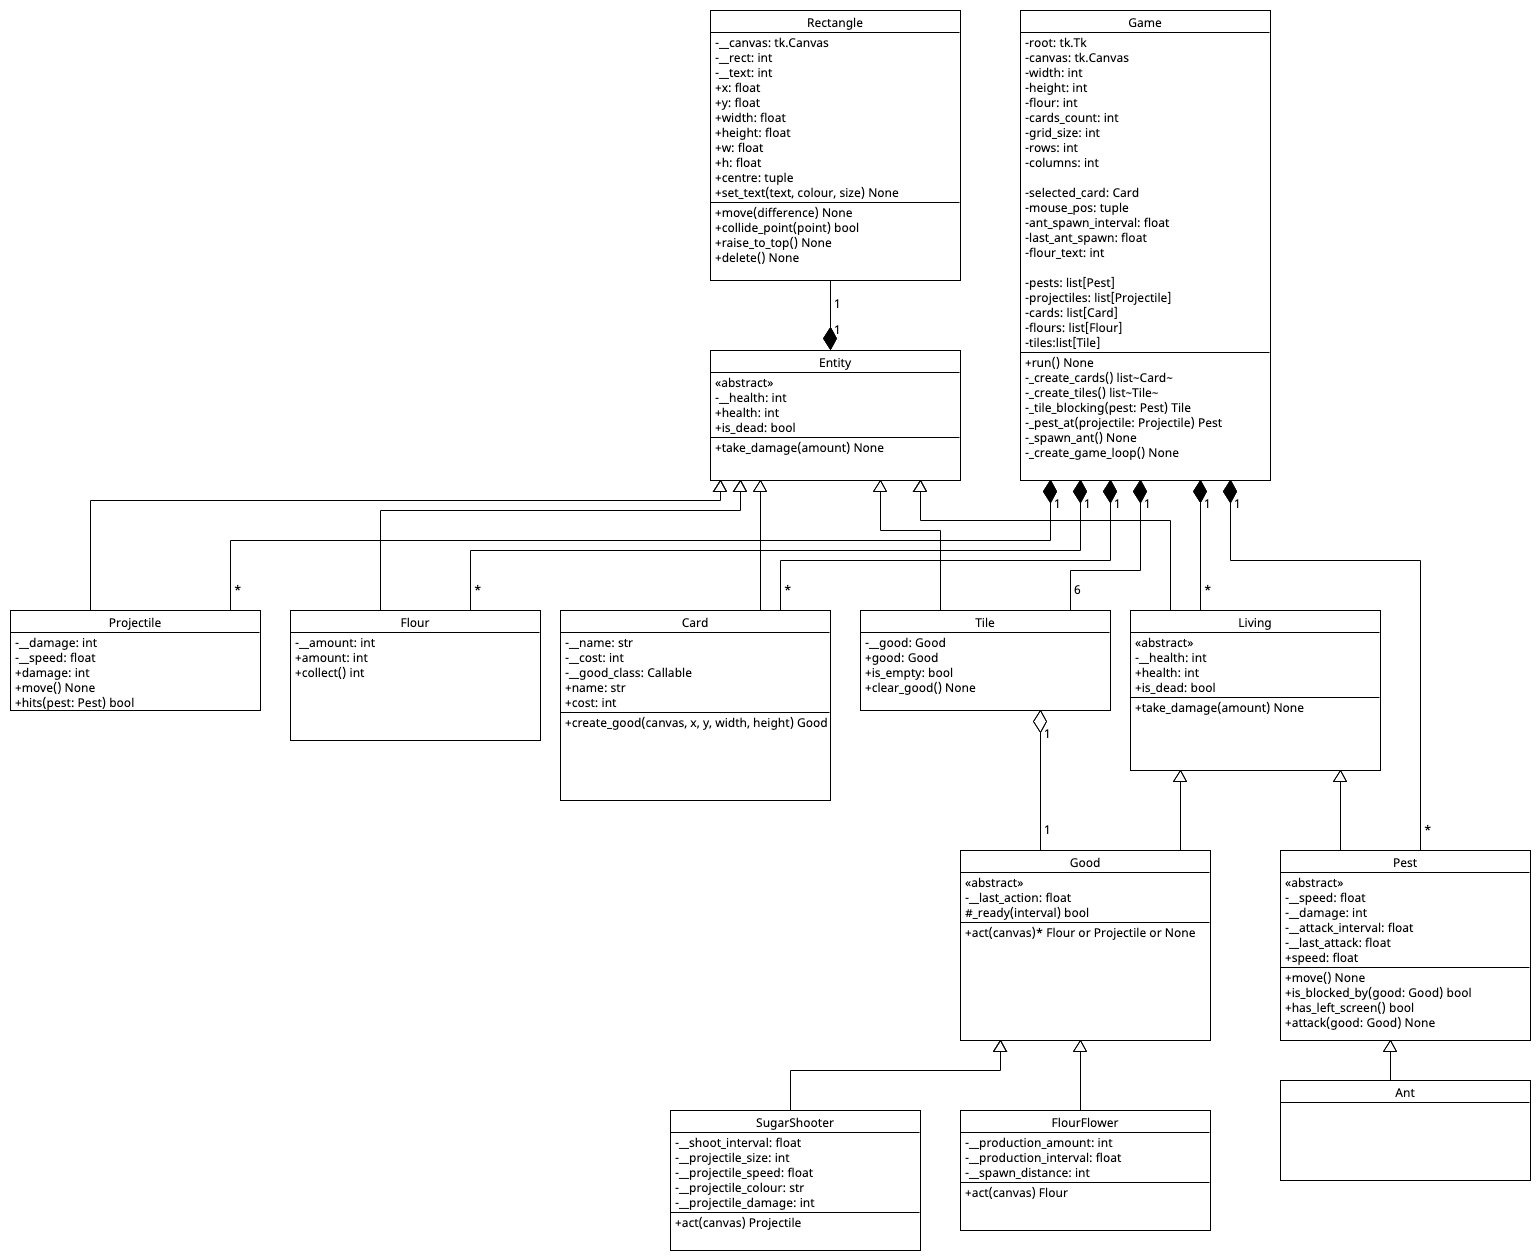 Rectangle
-__canvas: tk.Canvas
-__rect: int
-__text: int
+x: float
+y: float
+width: float
+height: float
+w: float
+h: float
+centre: tuple
+set_text(text, colour, size) None
+move(difference) None
+collide_point(point) bool
+raise_to_top() None
+delete() None
Game
-root: tk.Tk
-canvas: tk.Canvas
-width: int
-height: int
-flour: int
-cards_count: int
-grid_size: int
-rows: int
-columns: int
-selected_card: Card
-mouse_pos: tuple
-ant_spawn_interval: float
-last_ant_spawn: float
-flour_text: int
-pests: list[Pest]
-projectiles: list[Projectile]
-cards: list[Card]
-flours: list[Flour]
-tiles:list[Tile]
+run() None
-_create_cards() list~Card~
-_create_tiles() list~Tile~
-_tile_blocking(pest: Pest) Tile
-_pest_at(projectile: Projectile) Pest
-_spawn_ant() None
-_create_game_loop() None
1
1
Entity
«abstract»
-__health: int
+health: int
+is_dead: bool
+take_damage(amount) None
1
1
1
1
1
1
*
*
*
6
*
Projectile
-__damage: int
-__speed: float
+damage: int
+move() None
+hits(pest: Pest) bool
Flour
-__amount: int
+amount: int
+collect() int
Card
-__name: str
-__cost: int
-__good_class: Callable
+name: str
+cost: int
+create_good(canvas, x, y, width, height) Good
Tile
-__good: Good
+good: Good
+is_empty: bool
+clear_good() None
Living
«abstract»
-__health: int
+health: int
+is_dead: bool
+take_damage(amount) None
1
1
*
Good
«abstract»
-__last_action: float
#_ready(interval) bool
+act(canvas)* Flour or Projectile or None
Pest
«abstract»
-__speed: float
-__damage: int
-__attack_interval: float
-__last_attack: float
+speed: float
+move() None
+is_blocked_by(good: Good) bool
+has_left_screen() bool
+attack(good: Good) None
SugarShooter
-__shoot_interval: float
-__projectile_size: int
-__projectile_speed: float
-__projectile_colour: str
-__projectile_damage: int
+act(canvas) Projectile
FlourFlower
-__production_amount: int
-__production_interval: float
-__spawn_distance: int
+act(canvas) Flour
Ant